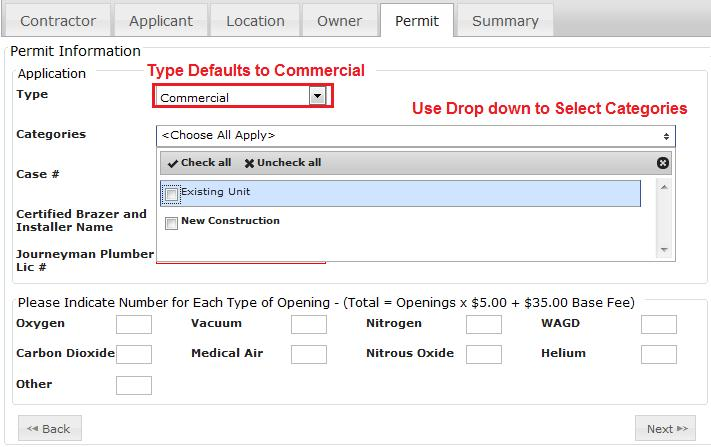 Contractor Applicant Location Owner Permit Summary
Permit Information
Application
Type Defaults to Commercial
Type
Commercial
Use Drop down to Select Categories
Categories
<Choose All Apply>
Check all Uncheck all
Case #
Existing Unit
New Construction
Certified Brazer and
Installer Name
Journeyman Plumber
Lic #
Please Indicate Number for Each Type of Opening - (Total = Openings x $5.00 + $35.00 Base Fee)
Oxygen Vacuum Nitrogen WAGD
Carbon Dioxide Medical Air Nitrous Oxide Helium
Other
Back
Next